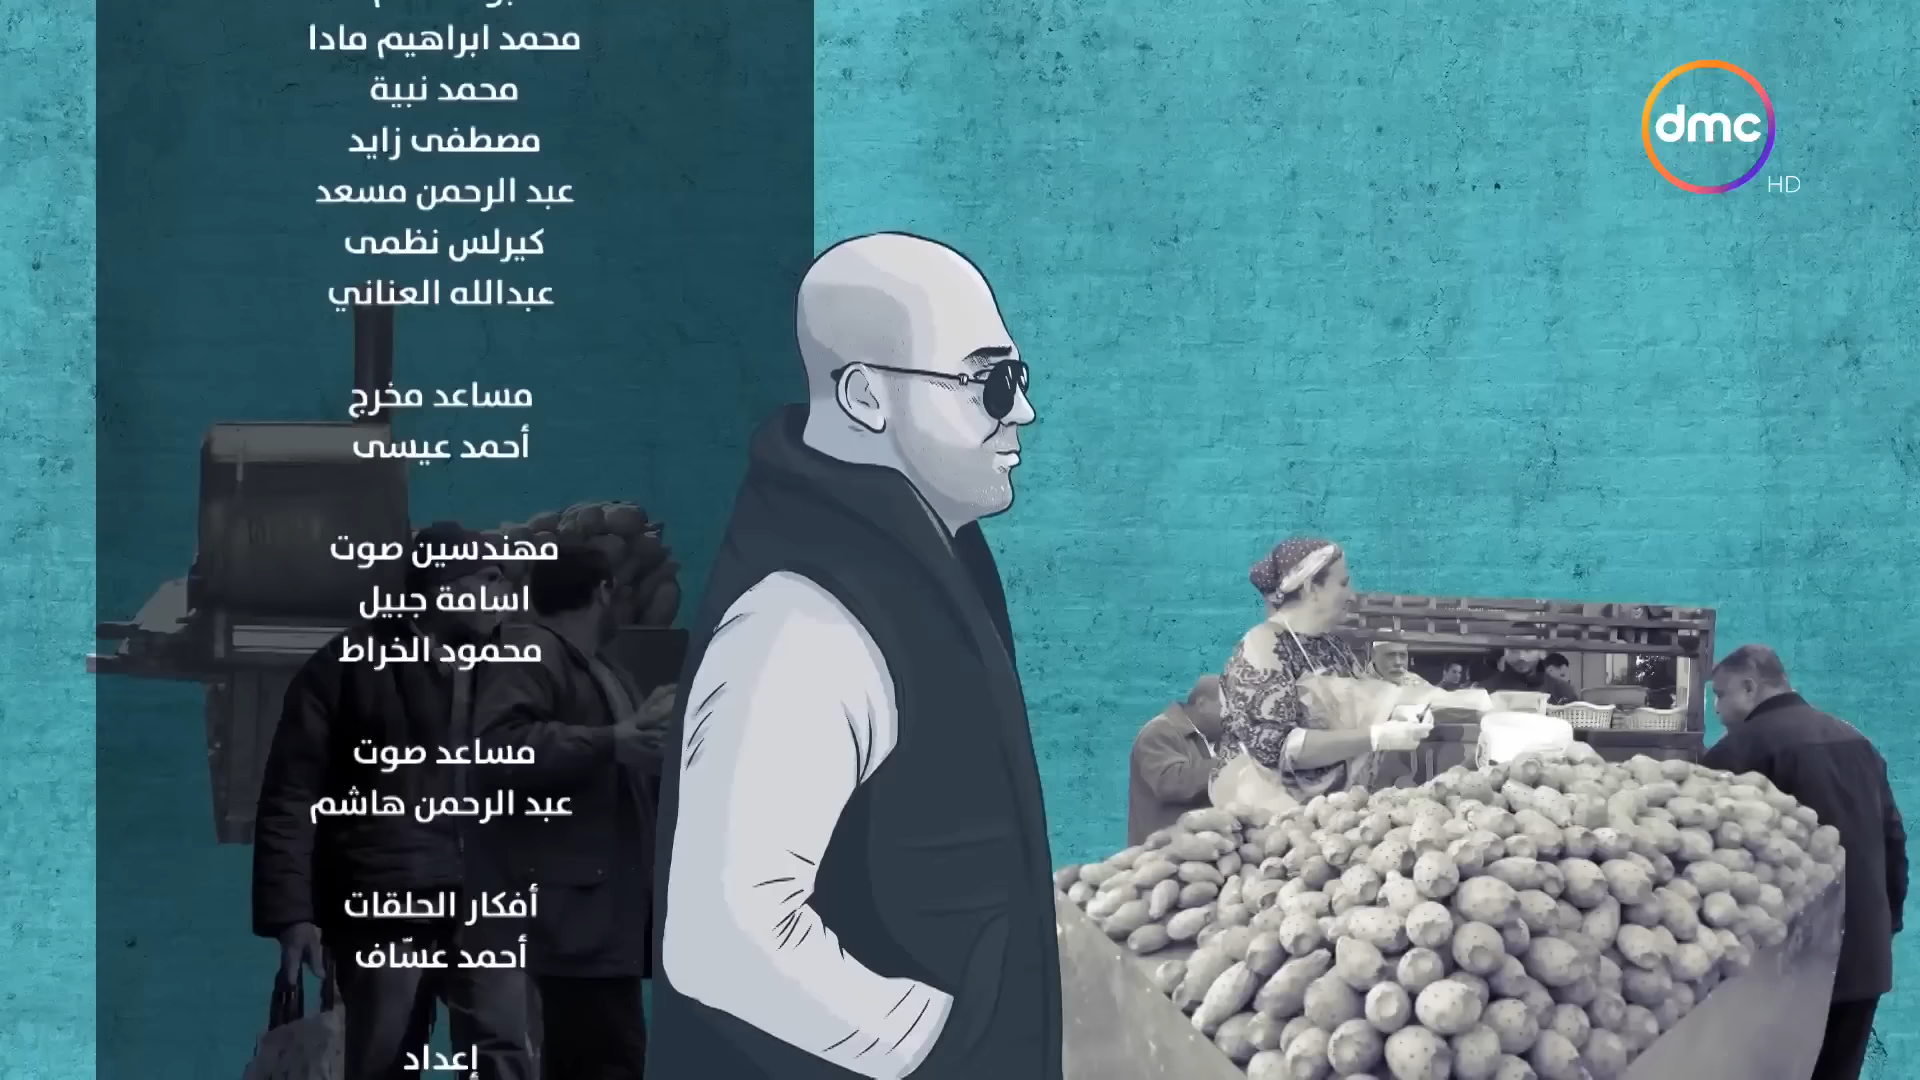 محمد ابراهيم مادا
محمد نبية
مصطفى زايد
عبد الرحمن مسعد
كيرلس نظمى
عبدالله العناني
مساعد مخرج
أحمد عيسى
مهندسين صوت
اسامة جبيل
محمود الخراط
مساعد صوت
عبد الرحمن هاشم
أفكار الحلقات
أحمد عسّاف
إعداد
dmc
HD